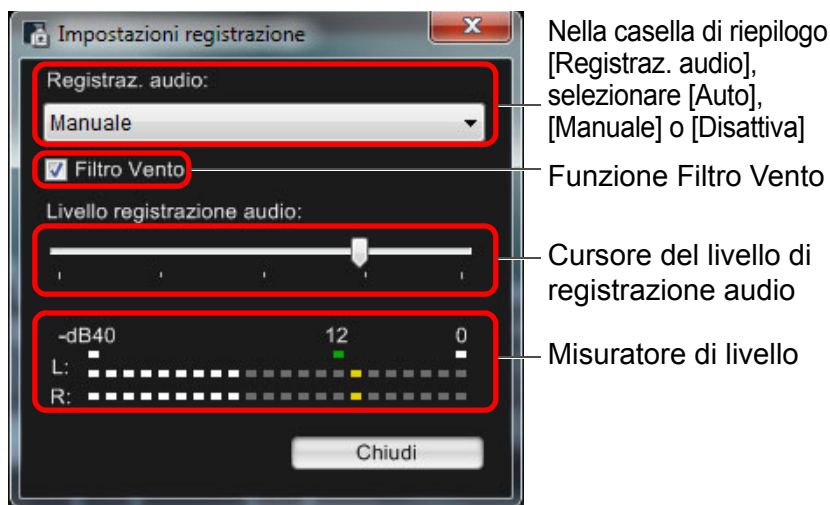 Impostazioni registrazione
Registraz. audio:
Manuale
Filtro Vento
Livello registrazione audio:
-dB40 12 0
L:
R:
Chiudi
Nella casella di riepilogo
[Registraz. audio],
selezionare [Auto],
[Manuale] o [Disattiva]
Funzione Filtro Vento
Cursore del livello di
registrazione audio
Misuratore di livello